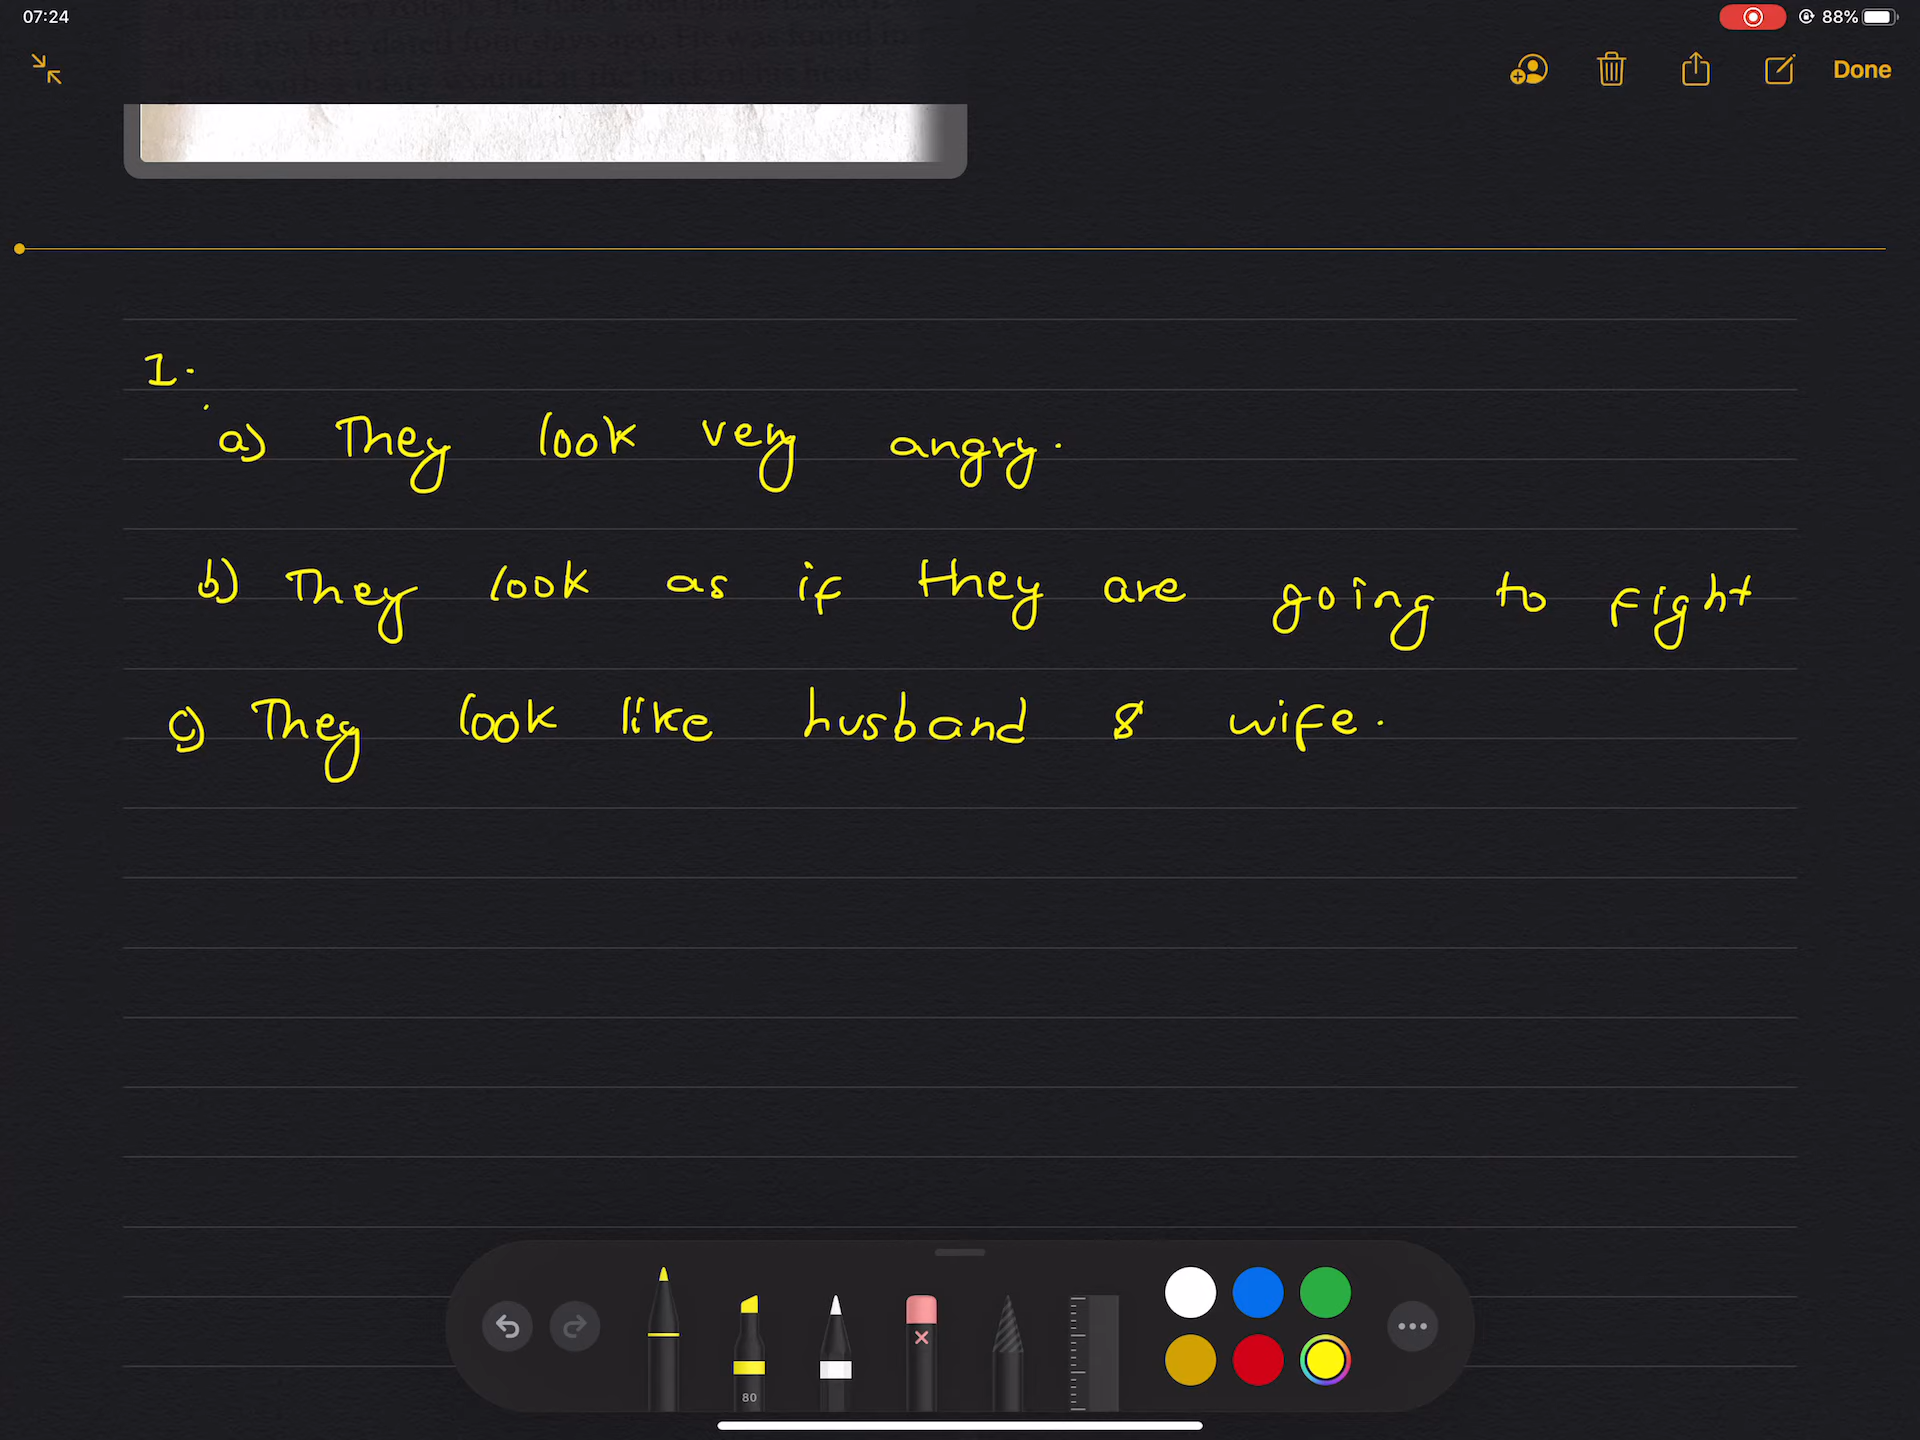 07:24
88%
Done
1.
a) They look very angry.
b) They look as if they are going to fight
c) They look like husband & wife.
80